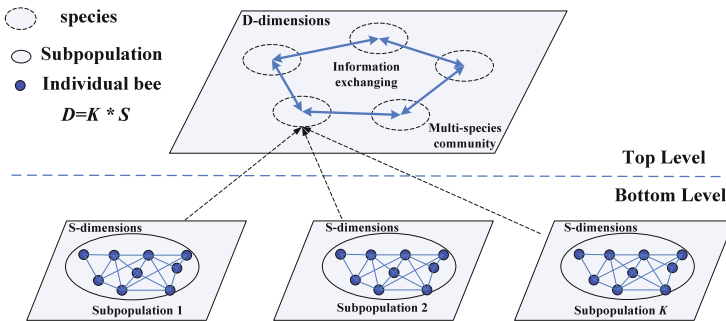 species
Subpopulation
Individual bee
D=K * S
D-dimensions
Information
exchanging
Multi-species
community
Top Level
Bottom Level
S-dimensions
Subpopulation 1
S-dimensions
Subpopulation 2
S-dimensions
Subpopulation K